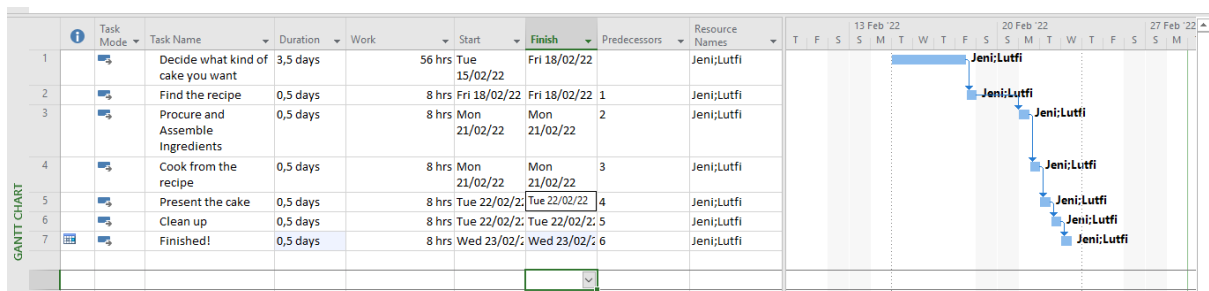 Task
Mode
Task Name
Duration
Work
Start
Finish
Predecessors
Resource
Names
13 Feb '22
20 Feb '22
27 Feb '22
T F S S M T W T F S S M T W T F S S M
1 Decide what kind of 3,5 days 56 hrs Tue Fri 18/02/22 Jeni;Lutfi
cake you want 15/02/22
Jeni;Lutfi
2 Find the recipe 0,5 days 8 hrs Fri 18/02/22 Fri 18/02/22 1 Jeni;Lutfi
Jeni;Lutfi
3 Procure and 0,5 days 8 hrs Mon Mon 2 Jeni;Lutfi
Assemble 21/02/22 21/02/22
Ingredients
Jeni;Lutfi
4 Cook from the 0,5 days 8 hrs Mon Mon 3 Jeni;Lutfi
recipe 21/02/22 21/02/22
Jeni;Lutfi
5 Present the cake 0,5 days 8 hrs Tue 22/02/22 Tue 22/02/22 4 Jeni;Lutfi
Jeni;Lutfi
6 Clean up 0,5 days 8 hrs Tue 22/02/22 Tue 22/02/22 5 Jeni;Lutfi
Jeni;Lutfi
7 Finished! 0,5 days 8 hrs Wed 23/02/2 Wed 23/02/2 6 Jeni;Lutfi
Jeni;Lutfi
GANTT CHART